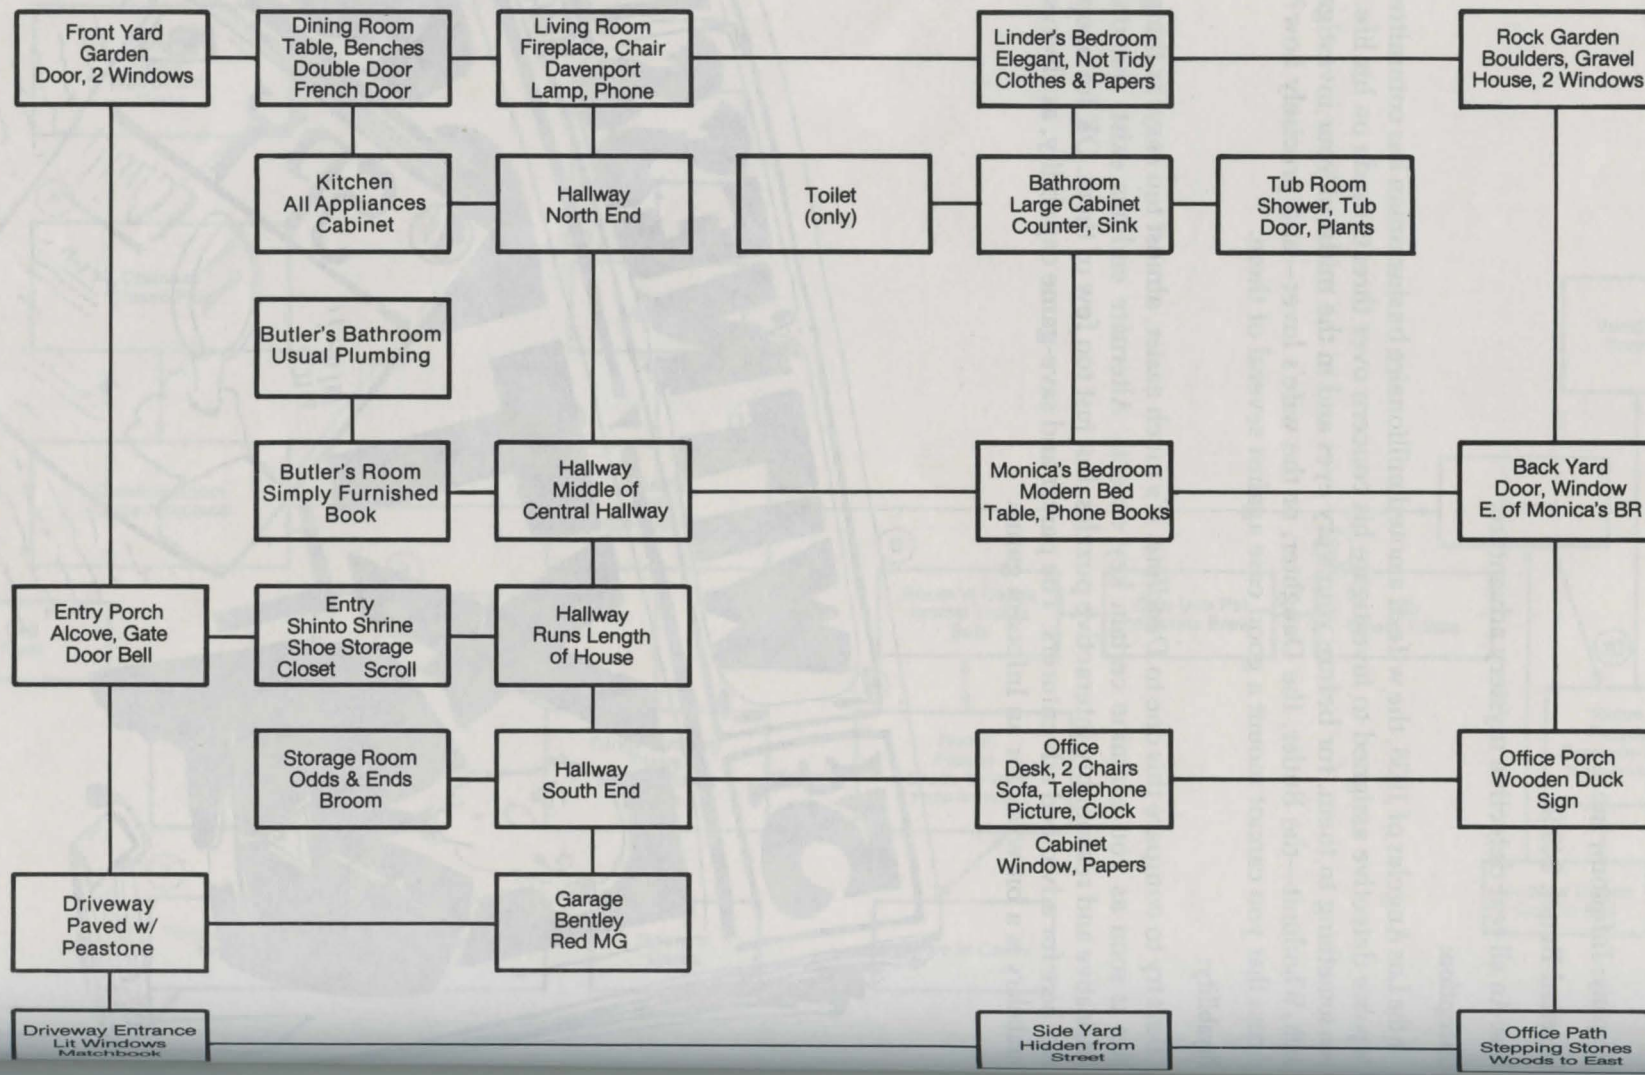 Front Yard
Garden
Door, 2 Windows
Dining Room
Table, Benches
Double Door
French Door
Living Room
Fireplace, Chair
Davenport
Lamp, Phone
Linder's Bedroom
Elegant, Not Tidy
Clothes & Papers
Rock Garden
Boulders, Gravel
House, 2 Windows
Kitchen
All Appliances
Cabinet
Hallway
North End
Toilet
(only)
Bathroom
Large Cabinet
Counter, Sink
Tub Room
Shower, Tub
Door, Plants
Butler's Bathroom
Usual Plumbing
Butler's Room
Simply Furnished
Book
Hallway
Middle of
Central Hallway
Monica's Bedroom
Modern Bed
Table, Phone Books
Back Yard
Door, Window
E. of Monica's BR
Entry Porch
Alcove, Gate
Door Bell
Entry
Shinto Shrine
Shoe Storage
Closet Scroll
Hallway
Runs Length
of House
Storage Room
Odds & Ends
Broom
Hallway
South End
Office
Desk, 2 Chairs
Sofa, Telephone
Picture, Clock
Cabinet
Window, Papers
Office Porch
Wooden Duck
Sign
Driveway
Paved w/
Peastone
Garage
Bentley
Red MG
Driveway Entrance
Lit Windows
Matchbook
Side Yard
Hidden from
Street
Office Path
Stepping Stones
Woods to East